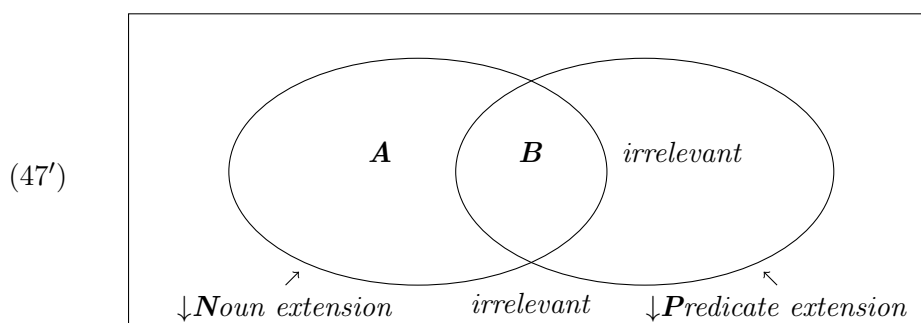 A B irrelevant
(47′)
↓Noun extension irrelevant ↓Predicate extension